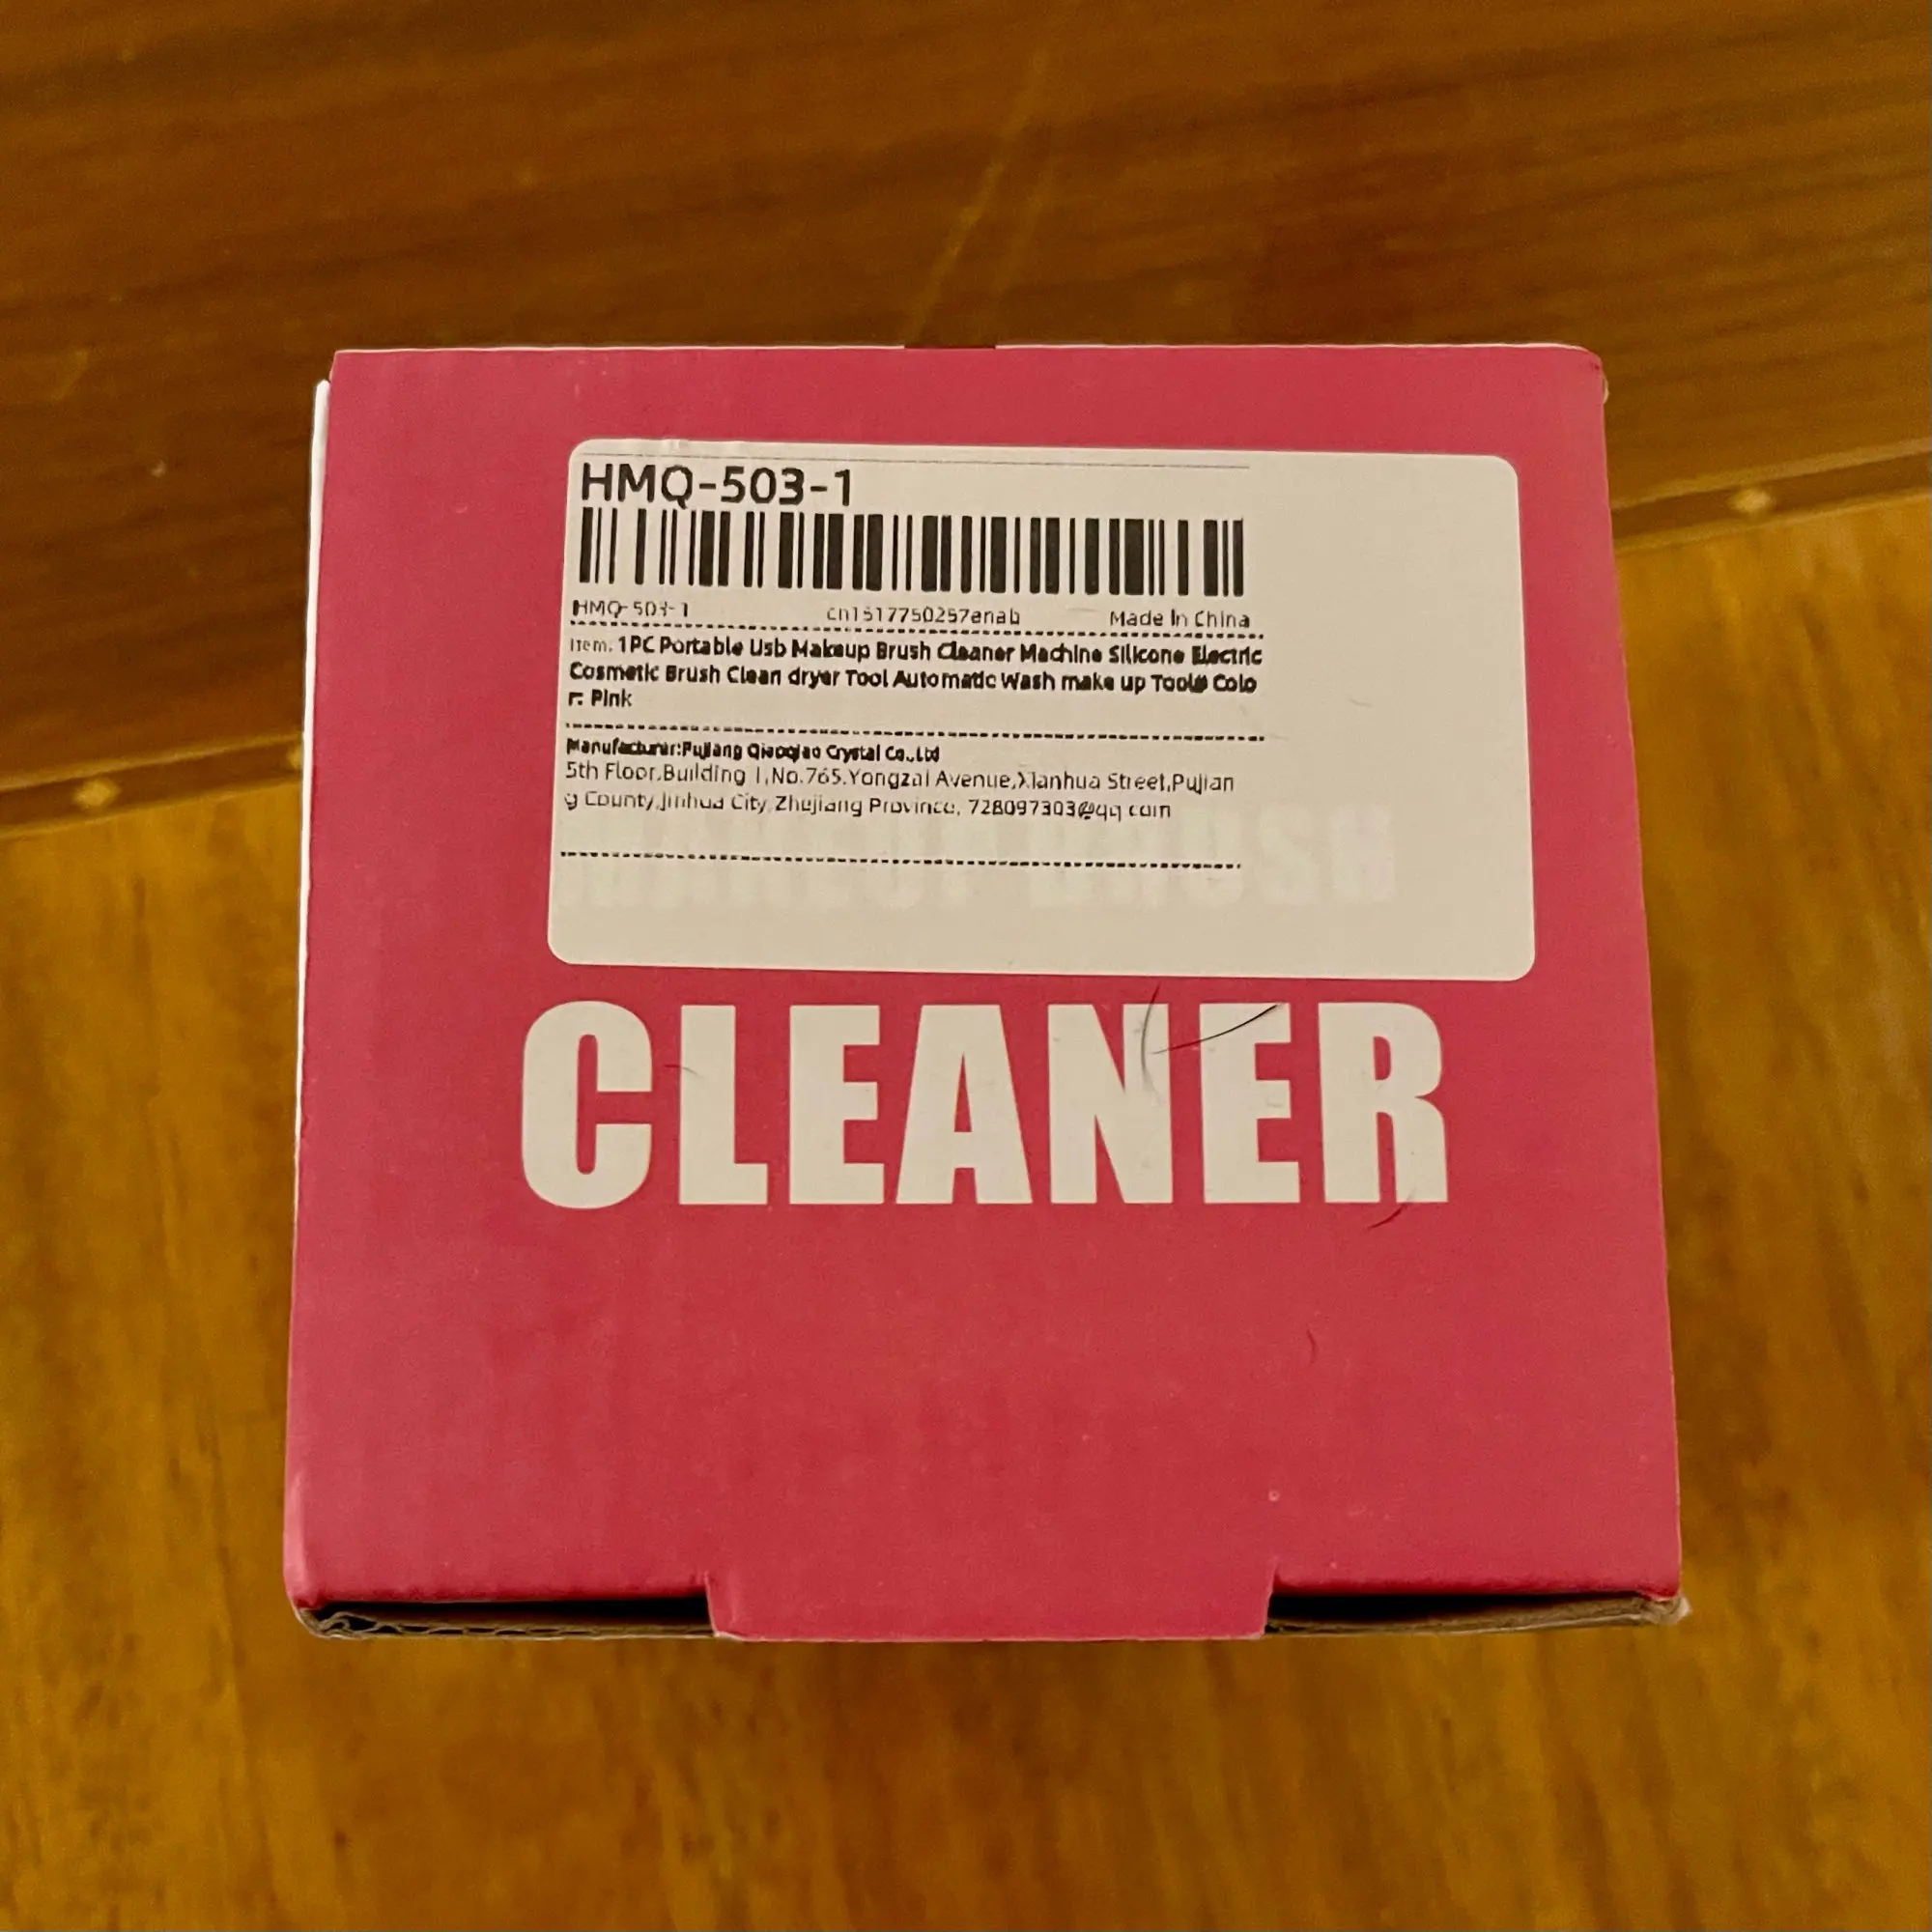 HMQ-503-1
HMQ-503-1 cn1517750257enab Made In China
Item: 1PC Portable Usb Makeup Brush Cleaner Machine Silicone Electric
Cosmetic Brush Clean dryer Tool Automatic Wash make up Tools Colo
r: Pink
Manufacturer:Pujiang Qiaoqiao Crystal Co.,Ltd
5th Floor,Building 1,No.765,Yongzai Avenue,Xianhua Street,Pujian
g County,Jinhua City,Zhejiang Province, 728097303@qq.com
MAKEUP BRUSH
CLEANER